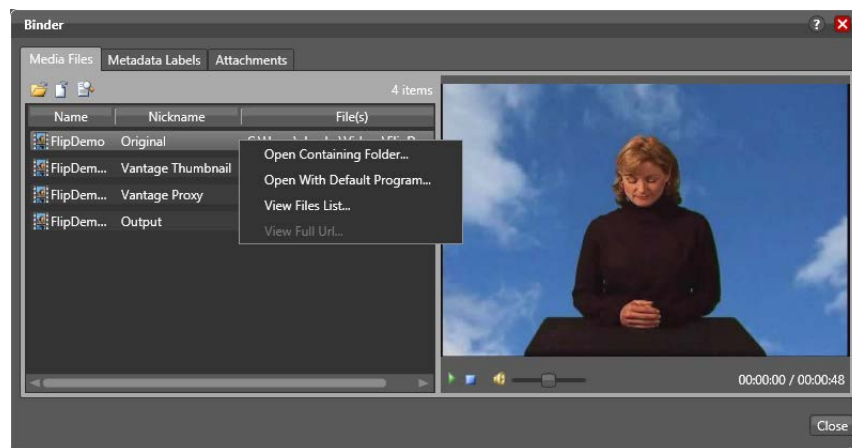 Binder
?
Media Files Metadata Labels Attachments
4 items
Name Nickname File(s)
FlipDemo Original
FlipDem... Vantage Thumbnail
FlipDem... Vantage Proxy
FlipDem... Output
Open Containing Folder...
Open With Default Program...
View Files List...
View Full Url...
00:00:00 / 00:00:48
Close